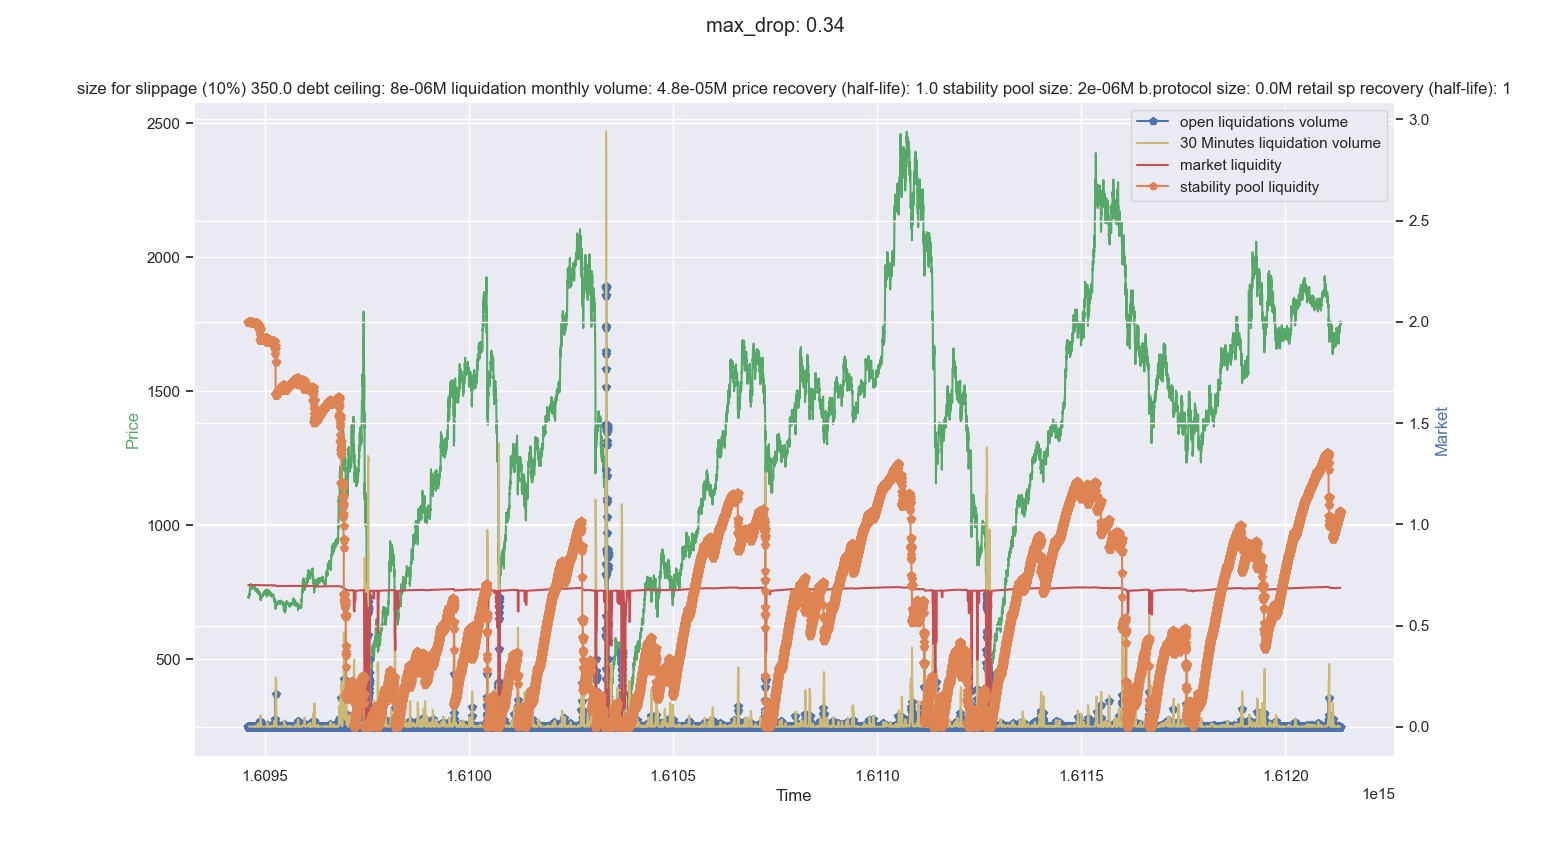 max_drop: 0.34
size for slippage (10%) 350.0 debt ceiling: 8e-06M liquidation monthly volume: 4.8e-05M price recovery (half-life): 1.0 stability pool size: 2e-06M b.protocol size: 0.0M retail sp recovery (half-life): 1
open liquidations volume
30 Minutes liquidation volume
market liquidity
stability pool liquidity
2500
2000
1500
1000
500
Price
3.0
2.5
2.0
1.5
1.0
0.5
0.0
Market
1.6095
1.6100
1.6105
1.6110
1.6115
1.6120
1e15
Time